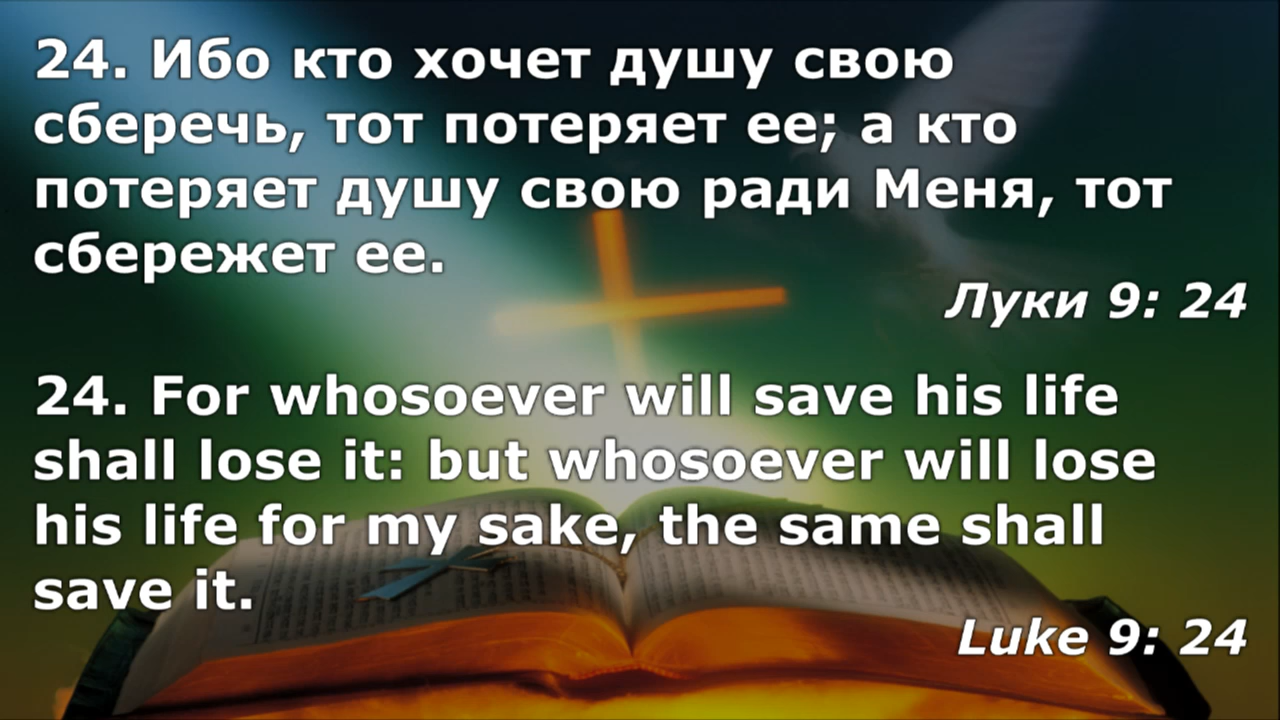 24. Ибо кто хочет душу свою
сберечь, тот потеряет ее; а кто
потеряет душу свою ради Меня, тот
сбережет ее.
Луки 9: 24
24. For whosoever will save his life
shall lose it: but whosoever will lose
his life for my sake, the same shall
save it.
Luke 9: 24